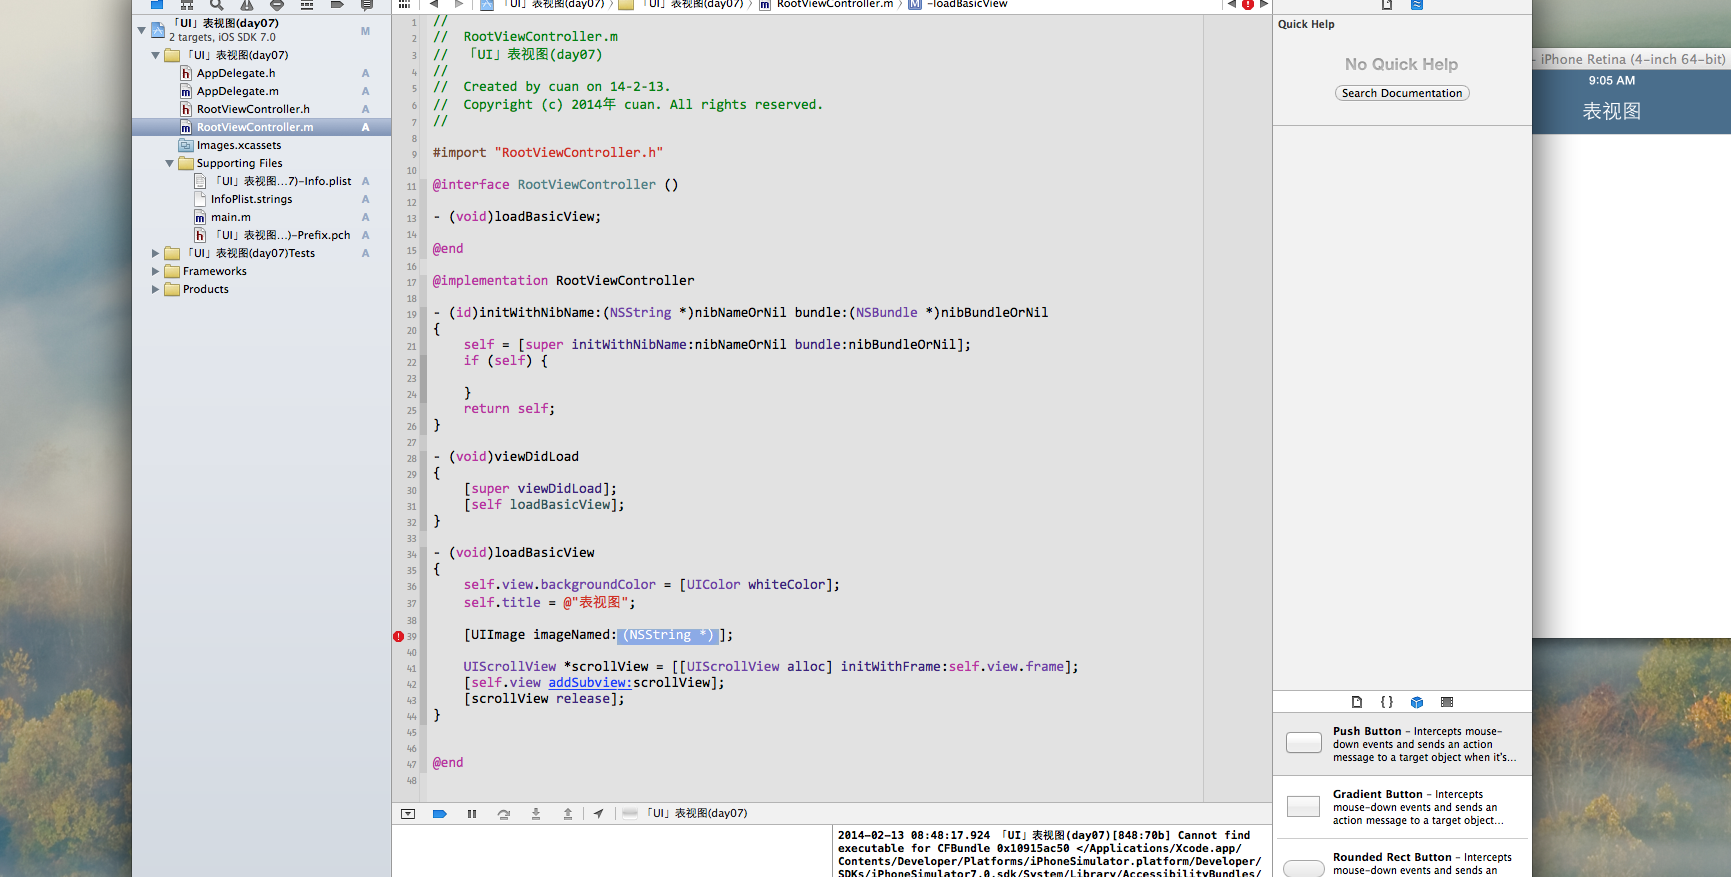 「UI」表视图(day07)
「UI」表视图(day07)
RootViewController.m
-loadBasicView
「UI」表视图(day07)
2 targets, iOS SDK 7.0
M
「UI」表视图(day07)
AppDelegate.h A
AppDelegate.m A
RootViewController.h A
RootViewController.m A
Images.xcassets
Supporting Files
「UI」表视图...7)-Info.plist A
InfoPlist.strings A
main.m A
「UI」表视图(...)-Prefix.pch A
「UI」表视图(day07)Tests A
Frameworks
Products
1 //
2 //  RootViewController.m
3 //  「UI」表视图(day07)
4 //
5 //  Created by cuan on 14-2-13.
6 //  Copyright (c) 2014年 cuan. All rights reserved.
7 //
8
9 #import "RootViewController.h"
10
11 @interface RootViewController ()
12
13 - (void)loadBasicView;
14
15 @end
16
17 @implementation RootViewController
18
19 - (id)initWithNibName:(NSString *)nibNameOrNil bundle:(NSBundle *)nibBundleOrNil
20 {
21     self = [super initWithNibName:nibNameOrNil bundle:nibBundleOrNil];
22     if (self) {
23
24     }
25     return self;
26 }
27
28 - (void)viewDidLoad
29 {
30     [super viewDidLoad];
31     [self loadBasicView];
32 }
33
34 - (void)loadBasicView
35 {
36     self.view.backgroundColor = [UIColor whiteColor];
37     self.title = @"表视图";
38
39     [UIImage imageNamed:(NSString *)];
40
41     UIScrollView *scrollView = [[UIScrollView alloc] initWithFrame:self.view.frame];
42     [self.view addSubview:scrollView];
43     [scrollView release];
44 }
45
46
47 @end
48
「UI」表视图(day07)
2014-02-13 08:48:17.924 「UI」表视图(day07)[848:70b] Cannot find
executable for CFBundle 0x10915ac50 </Applications/Xcode.app/
Contents/Developer/Platforms/iPhoneSimulator.platform/Developer/
SDKs/iPhoneSimulator7.0.sdk/System/Library/AccessibilityBundles/
Quick Help
No Quick Help
Search Documentation
{ }
Push Button - Intercepts mouse-
down events and sends an action
message to a target object when it's...
Gradient Button - Intercepts
mouse-down events and sends an
action message to a target object...
Rounded Rect Button - Intercepts
mouse-down events and sends an
- iPhone Retina (4-inch 64-bit)
9:05 AM
表视图